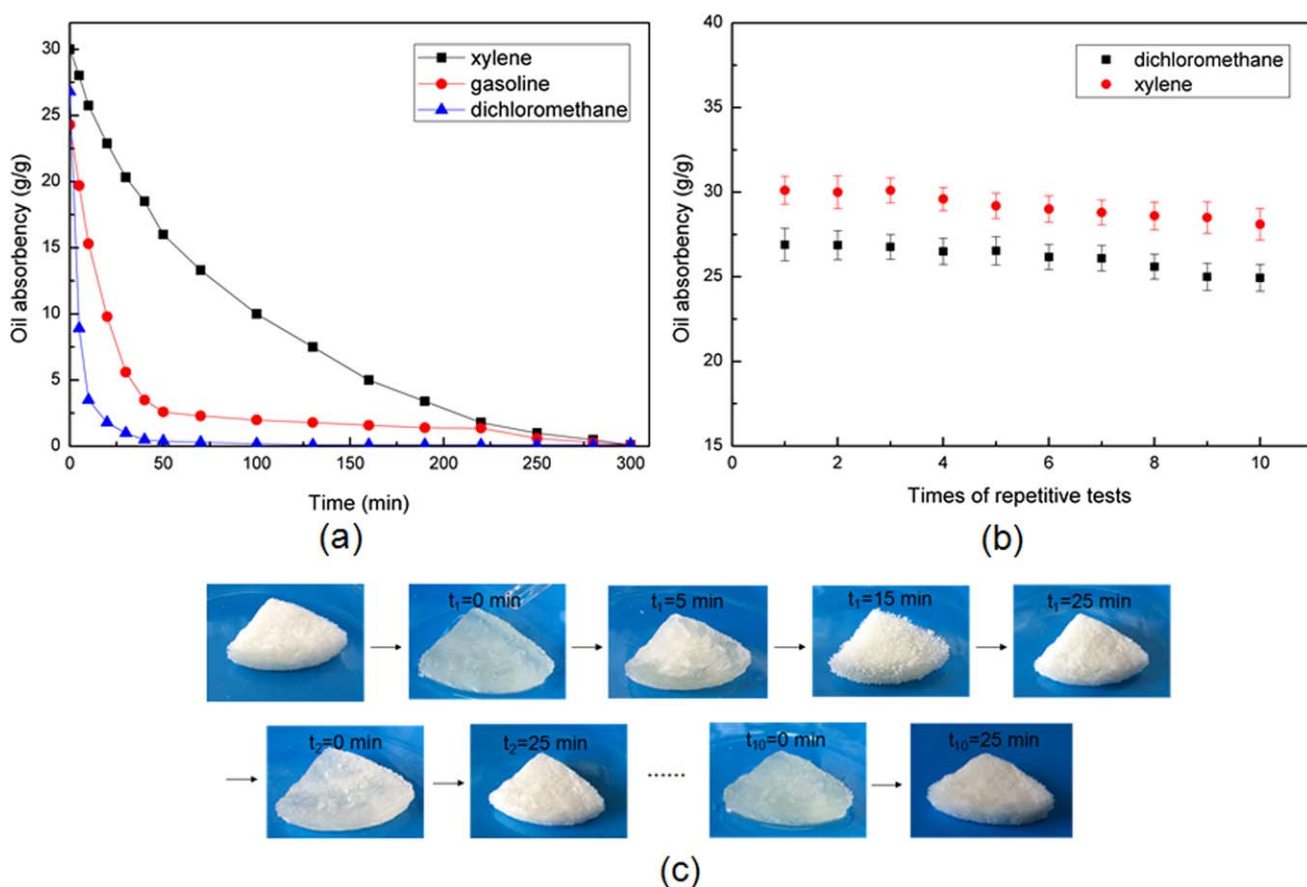 30
25
20
15
10
5
0
Oil absorbency (g/g)
xylene
gasoline
dichloromethane
0 50 100 150 200 250 300
Time (min)
(a)
40
35
30
25
20
15
Oil absorbency (g/g)
dichloromethane
xylene
0 2 4 6 8 10
Times of repetitive tests
(b)
t₁=0 min
t₁=5 min
t₁=15 min
t₁=25 min
t₂=0 min
t₂=25 min
......
t₁₀=0 min
t₁₀=25 min
(c)